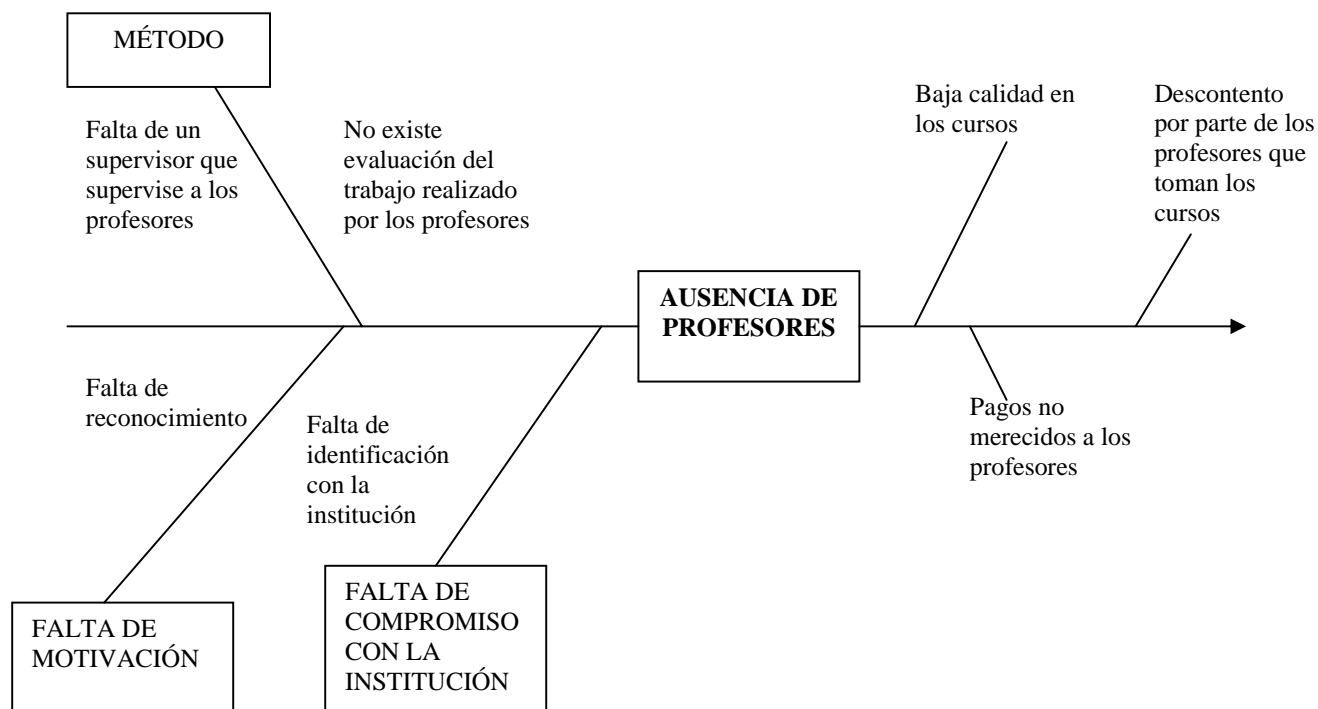 MÉTODO
Falta de un
supervisor que
supervise a los
profesores
No existe
evaluación del
trabajo realizado
por los profesores
Baja calidad en
los cursos
Descontento
por parte de los
profesores que
toman los
cursos
AUSENCIA DE
PROFESORES
Falta de
reconocimiento
Falta de
identificación
con la
institución
Pagos no
merecidos a los
profesores
FALTA DE
MOTIVACIÓN
FALTA DE
COMPROMISO
CON LA
INSTITUCIÓN